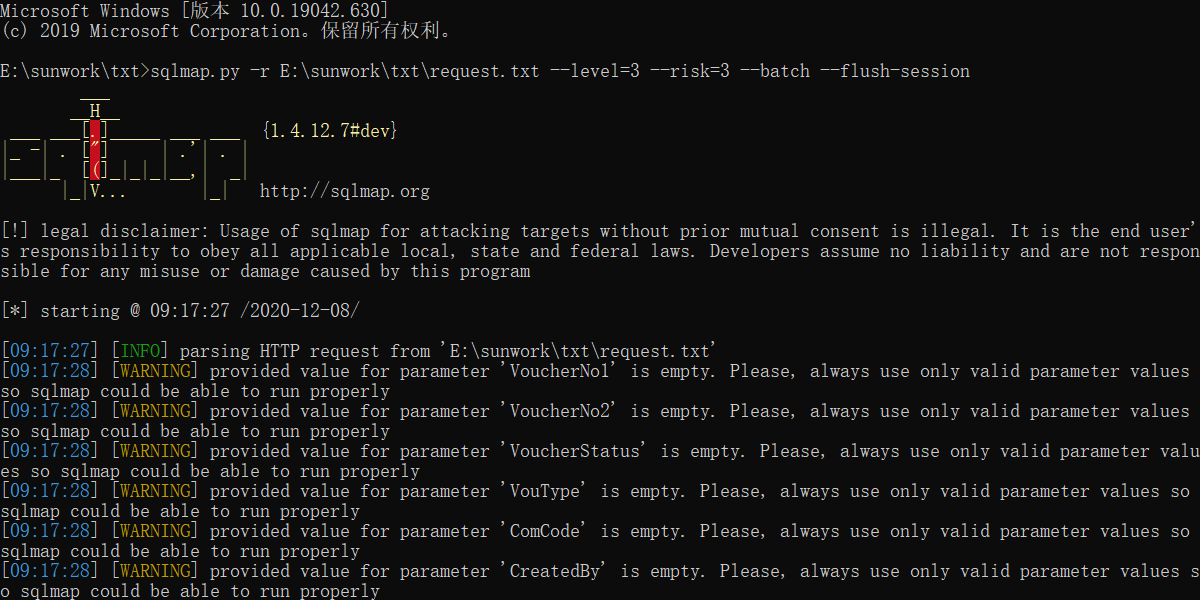 Microsoft Windows [版本 10.0.19042.630]
(c) 2019 Microsoft Corporation。保留所有权利。
E:\sunwork\txt>sqlmap.py -r E:\sunwork\txt\request.txt --level=3 --risk=3 --batch --flush-session
        ___
       __H__
 ___ ___[.]_____ ___ ___  {1.4.12.7#dev}
|_ -| . ["]     | .'| . |
|___|_  [(]_|_|_|__,|  _|
      |_|V...       |_|   http://sqlmap.org
[!] legal disclaimer: Usage of sqlmap for attacking targets without prior mutual consent is illegal. It is the end user'
s responsibility to obey all applicable local, state and federal laws. Developers assume no liability and are not respon
sible for any misuse or damage caused by this program
[*] starting @ 09:17:27 /2020-12-08/
[09:17:27] [INFO] parsing HTTP request from 'E:\sunwork\txt\request.txt'
[09:17:28] [WARNING] provided value for parameter 'VoucherNo1' is empty. Please, always use only valid parameter values
so sqlmap could be able to run properly
[09:17:28] [WARNING] provided value for parameter 'VoucherNo2' is empty. Please, always use only valid parameter values
so sqlmap could be able to run properly
[09:17:28] [WARNING] provided value for parameter 'VoucherStatus' is empty. Please, always use only valid parameter valu
es so sqlmap could be able to run properly
[09:17:28] [WARNING] provided value for parameter 'VouType' is empty. Please, always use only valid parameter values so
sqlmap could be able to run properly
[09:17:28] [WARNING] provided value for parameter 'ComCode' is empty. Please, always use only valid parameter values so
sqlmap could be able to run properly
[09:17:28] [WARNING] provided value for parameter 'CreatedBy' is empty. Please, always use only valid parameter values s
o sqlmap could be able to run properly